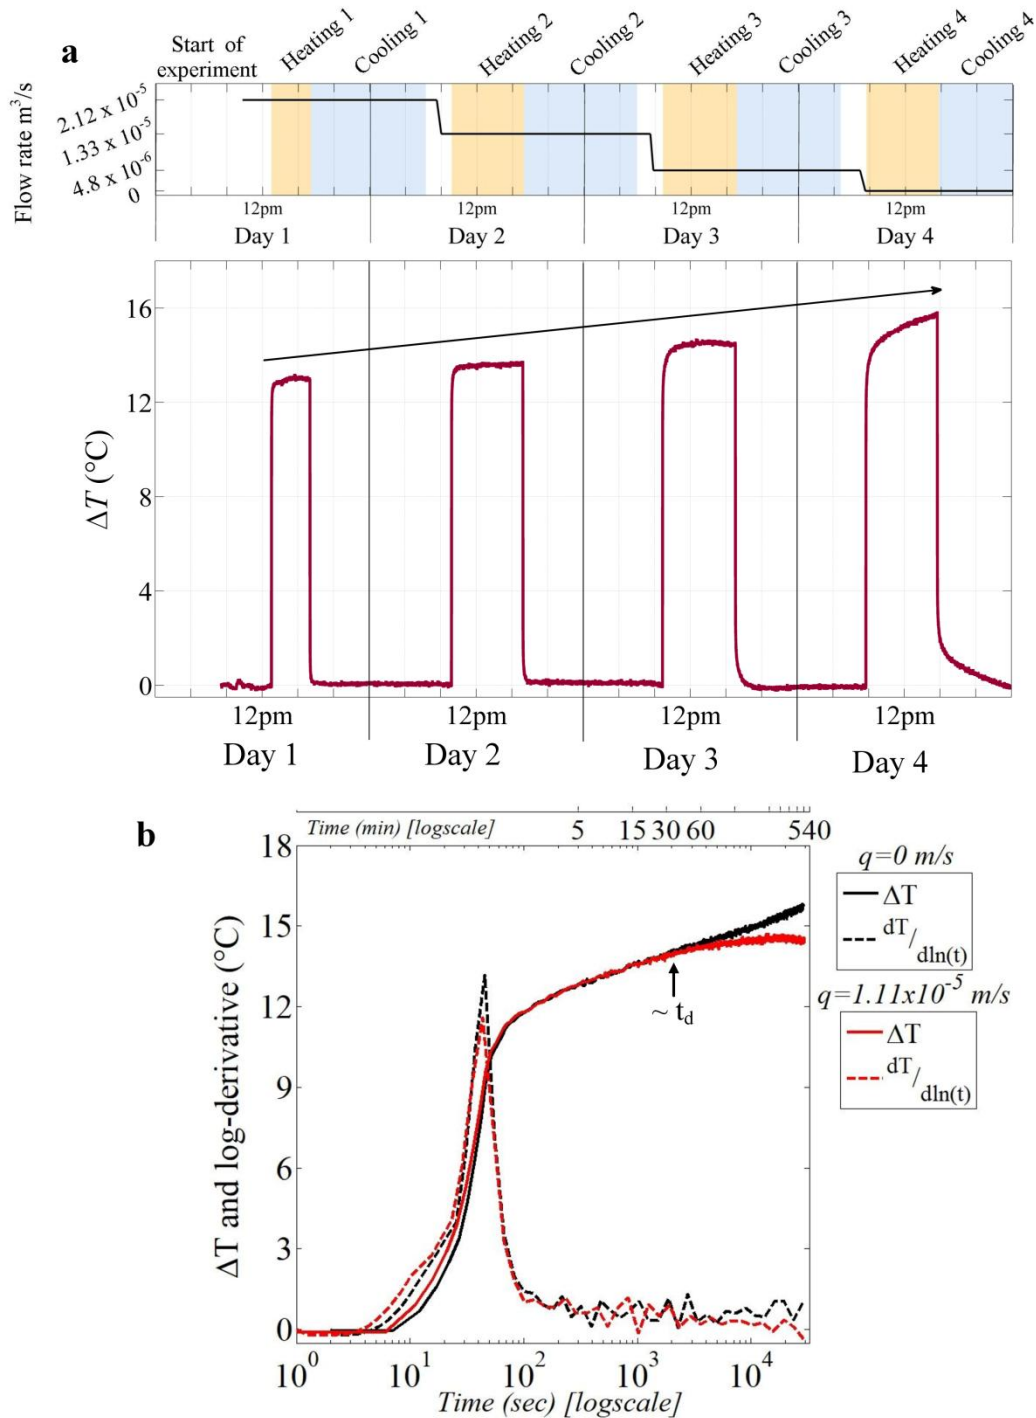 a
Start of
experiment
Heating 1
Cooling 1
Heating 2
Cooling 2
Heating 3
Cooling 3
Heating 4
Cooling 4
Flow rate m³/s
2.12 x 10⁻⁵
1.33 x 10⁻⁵
4.8 x 10⁻⁶
0
12pm 12pm 12pm 12pm
Day 1 Day 2 Day 3 Day 4
ΔT (°C)
16
12
8
4
0
12pm 12pm 12pm 12pm
Day 1 Day 2 Day 3 Day 4
b
Time (min) [logscale] 5 15 30 60 540
ΔT and log-derivative (°C)
18
15
12
9
6
3
0
~ t_d
10⁰ 10¹ 10² 10³ 10⁴
Time (sec) [logscale]
q=0 m/s
ΔT
dT/dln(t)
q=1.11x10⁻⁵ m/s
ΔT
dT/dln(t)